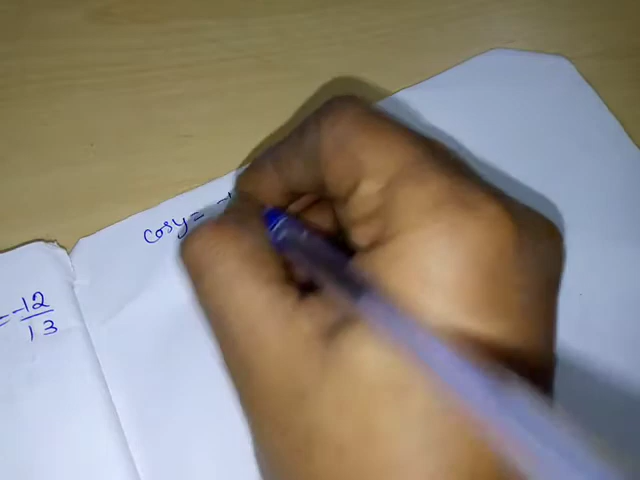 = -12/13
cosy = -